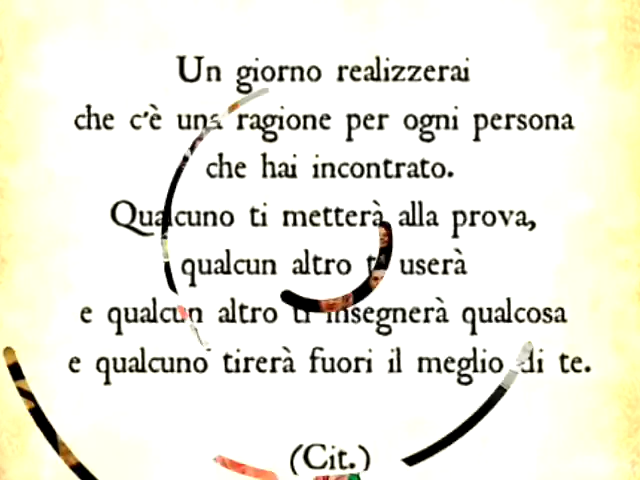 Un giorno realizzerai
che c'è una ragione per ogni persona
che hai incontrato.
Qualcuno ti metterà alla prova,
qualcun altro ti userà
e qualcun altro ti insegnerà qualcosa
e qualcuno tirerà fuori il meglio di te.
(Cit.)